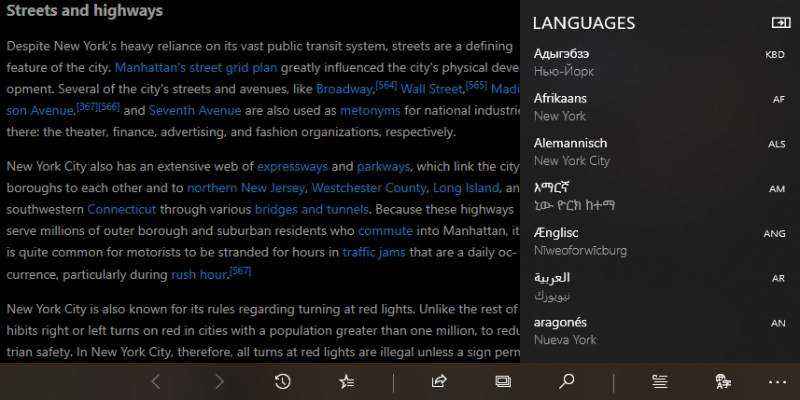 Streets and highways
Despite New York's heavy reliance on its vast public transit system, streets are a defining
feature of the city. Manhattan's street grid plan greatly influenced the city's physical deve
opment. Several of the city's streets and avenues, like Broadway,[564] Wall Street,[565] Madi
son Avenue,[367][566] and Seventh Avenue are also used as metonyms for national industrie
there: the theater, finance, advertising, and fashion organizations, respectively.
New York City also has an extensive web of expressways and parkways, which link the city
boroughs to each other and to northern New Jersey, Westchester County, Long Island, an
southwestern Connecticut through various bridges and tunnels. Because these highways
serve millions of outer borough and suburban residents who commute into Manhattan, it
is quite common for motorists to be stranded for hours in traffic jams that are a daily oc-
currence, particularly during rush hour.[567]
New York City is also known for its rules regarding turning at red lights. Unlike the rest of
hibits right or left turns on red in cities with a population greater than one million, to redu
trian safety. In New York City, therefore, all turns at red lights are illegal unless a sign perm
LANGUAGES
Адыгэбзэ KBD
Нью-Йорк
Afrikaans AF
New York
Alemannisch ALS
New York City
አማርኛ AM
ኒው ዮርክ ከተማ
Ænglisc ANG
Nīweoforwīcburg
العربية AR
نيويورك
aragonés AN
Nueva York